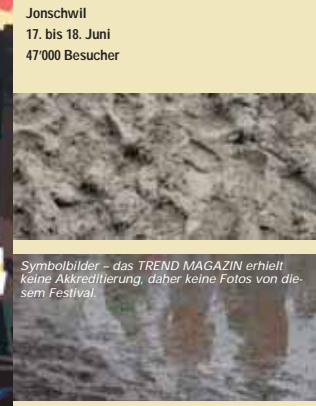 Jonschwil
17. bis 18. Juni
47'000 Besucher
Symbolbilder – das TREND MAGAZIN erhielt
keine Akkreditierung, daher keine Fotos von die-
sem Festival.